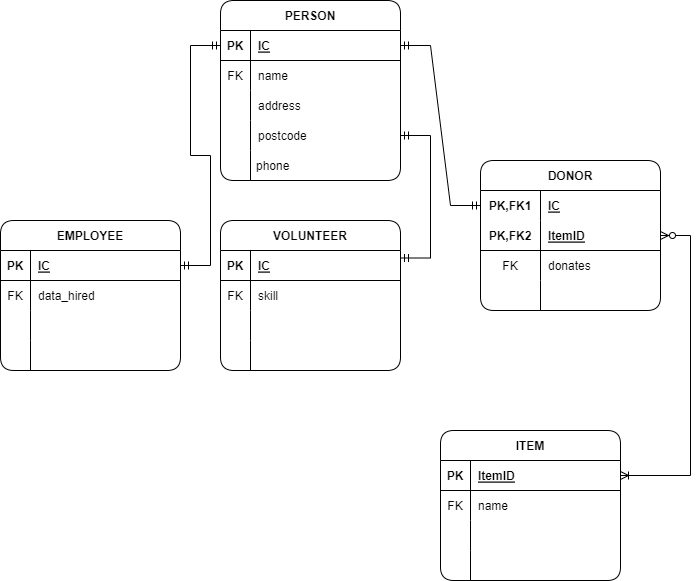 PERSON
PK IC
FK name
address
postcode
phone
EMPLOYEE
PK IC
FK data_hired
VOLUNTEER
PK IC
FK skill
DONOR
PK,FK1 IC
PK,FK2 ItemID
FK donates
ITEM
PK ItemID
FK name